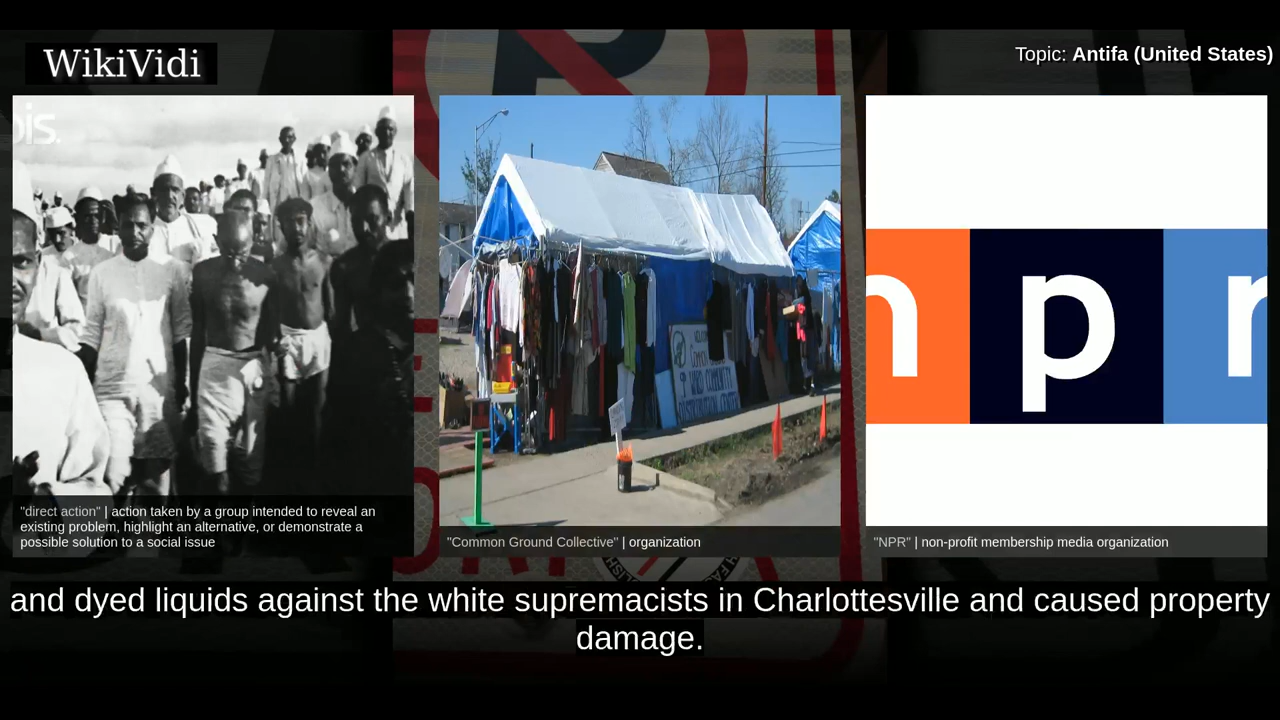 WikiVidi
Topic: Antifa (United States)
ois.
n p r
"direct action" | action taken by a group intended to reveal an
existing problem, highlight an alternative, or demonstrate a
possible solution to a social issue
"Common Ground Collective" | organization
"NPR" | non-profit membership media organization
and dyed liquids against the white supremacists in Charlottesville and caused property
damage.